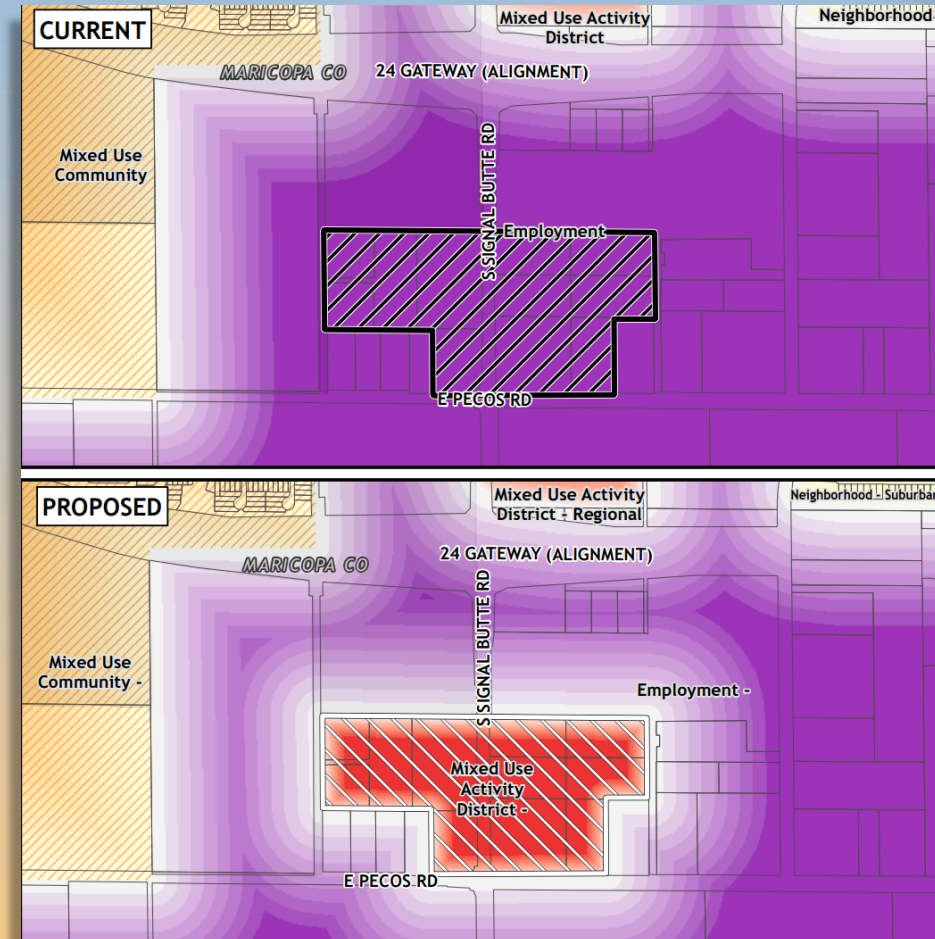 CURRENT
Mixed Use Activity
District
Neighborhood
MARICOPA CO
24 GATEWAY (ALIGNMENT)
Mixed Use
Community
S SIGNAL BUTTE RD
Employment
E PECOS RD
PROPOSED
Mixed Use Activity
District - Regional
Neighborhood - Suburban
24 GATEWAY (ALIGNMENT)
MARICOPA CO
S SIGNAL BUTTE RD
Mixed Use
Community -
Employment -
Mixed Use
Activity
District -
E PECOS RD